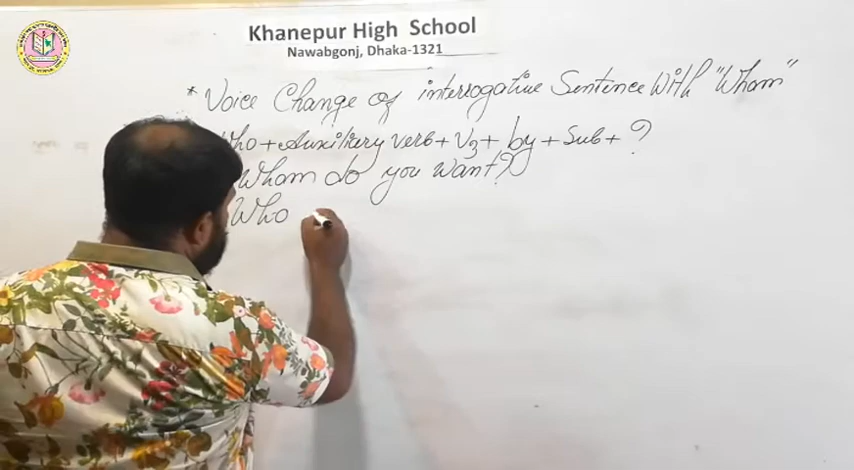 Khanepur High School
Nawabgonj, Dhaka-1321
* Voice Change of interrogative Sentence with "Whom"
Who + Auxiliary verb + V3 + by + Sub + ?
Whom do you want?
Who